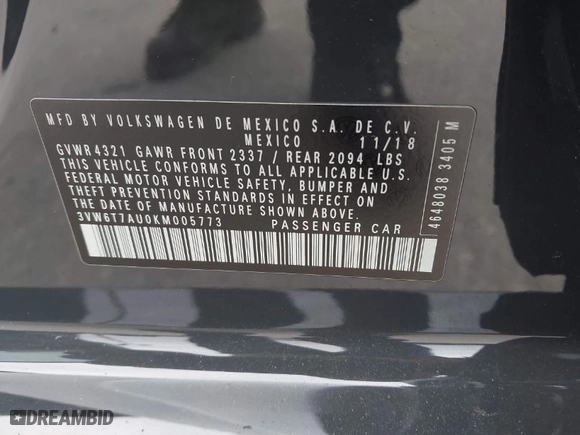 MFD BY VOLKSWAGEN DE MEXICO S.A. DE C.V.
MEXICO 11/18
GVWR4321 GAWR FRONT 2337 / REAR 2094 LBS
THIS VEHICLE CONFORMS TO ALL APPLICABLE U.S.
FEDERAL MOTOR VEHICLE SAFETY, BUMPER AND
THEFT PREVENTION STANDARDS IN EFFECT ON
THE DATE OF MANUFACTURE SHOWN ABOVE
3VW6T7AU0KM005773 PASSENGER CAR
4648038 3405 M
DREAMBID